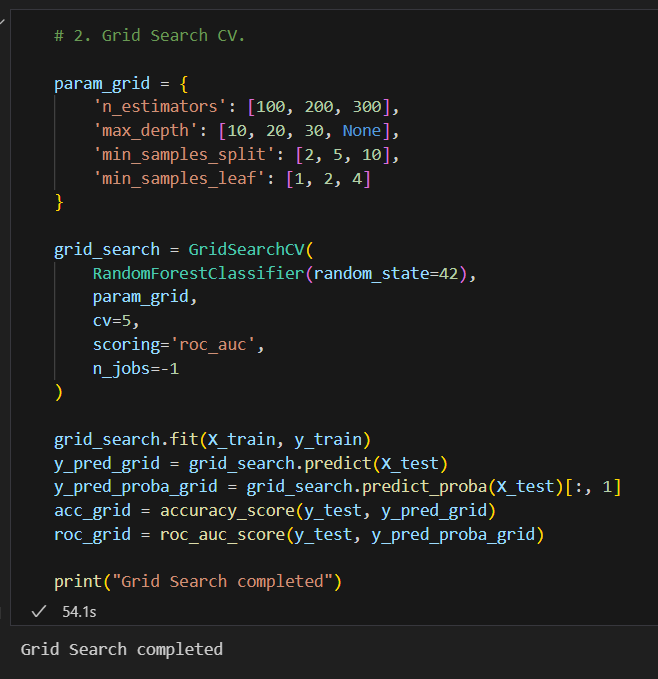 # 2. Grid Search CV.
param_grid = {
    'n_estimators': [100, 200, 300],
    'max_depth': [10, 20, 30, None],
    'min_samples_split': [2, 5, 10],
    'min_samples_leaf': [1, 2, 4]
}
grid_search = GridSearchCV(
    RandomForestClassifier(random_state=42),
    param_grid,
    cv=5,
    scoring='roc_auc',
    n_jobs=-1
)
grid_search.fit(X_train, y_train)
y_pred_grid = grid_search.predict(X_test)
y_pred_proba_grid = grid_search.predict_proba(X_test)[:, 1]
acc_grid = accuracy_score(y_test, y_pred_grid)
roc_grid = roc_auc_score(y_test, y_pred_proba_grid)
print("Grid Search completed")
54.1s
Grid Search completed